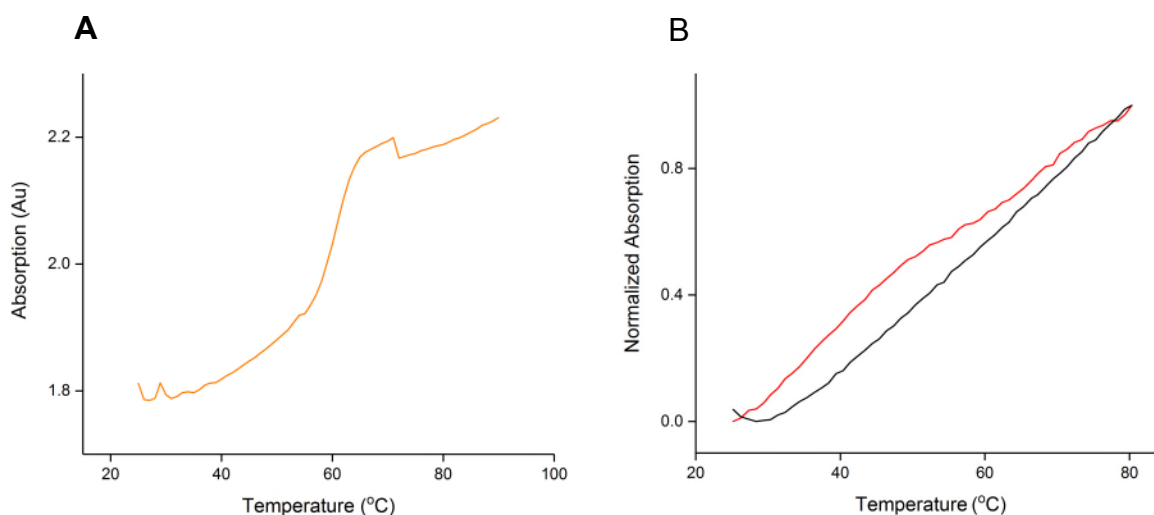 A
Absorption (Au)
2.2
2.0
1.8
20 40 60 80 100
Temperature (°C)
B
Normalized Absorption
0.8
0.4
0.0
20 40 60 80
Temperature (°C)